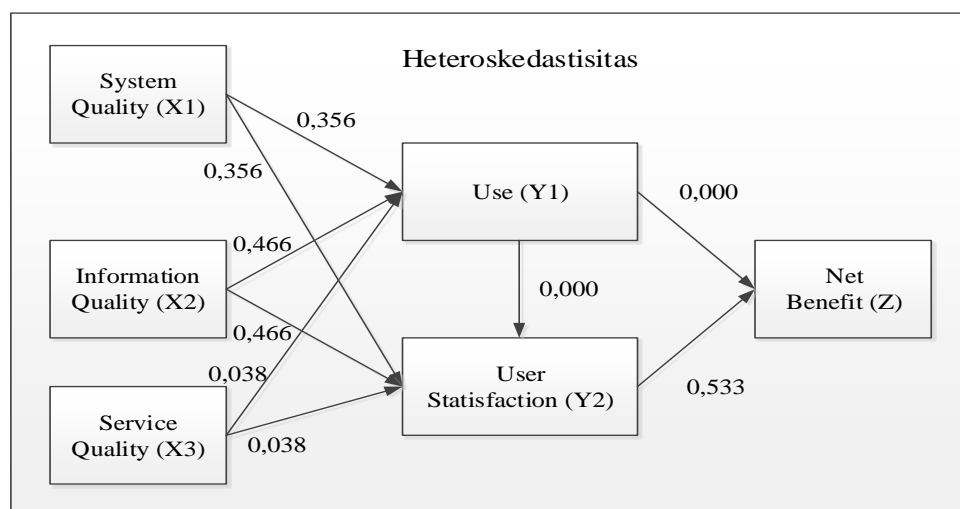 Heteroskedastisitas
System
Quality (X1)
0,356
0,356
Use (Y1)
0,000
Information
Quality (X2)
0,466
0,466
0,000
Net
Benefit (Z)
Service
Quality (X3)
0,038
0,038
User
Statisfaction (Y2)
0,533